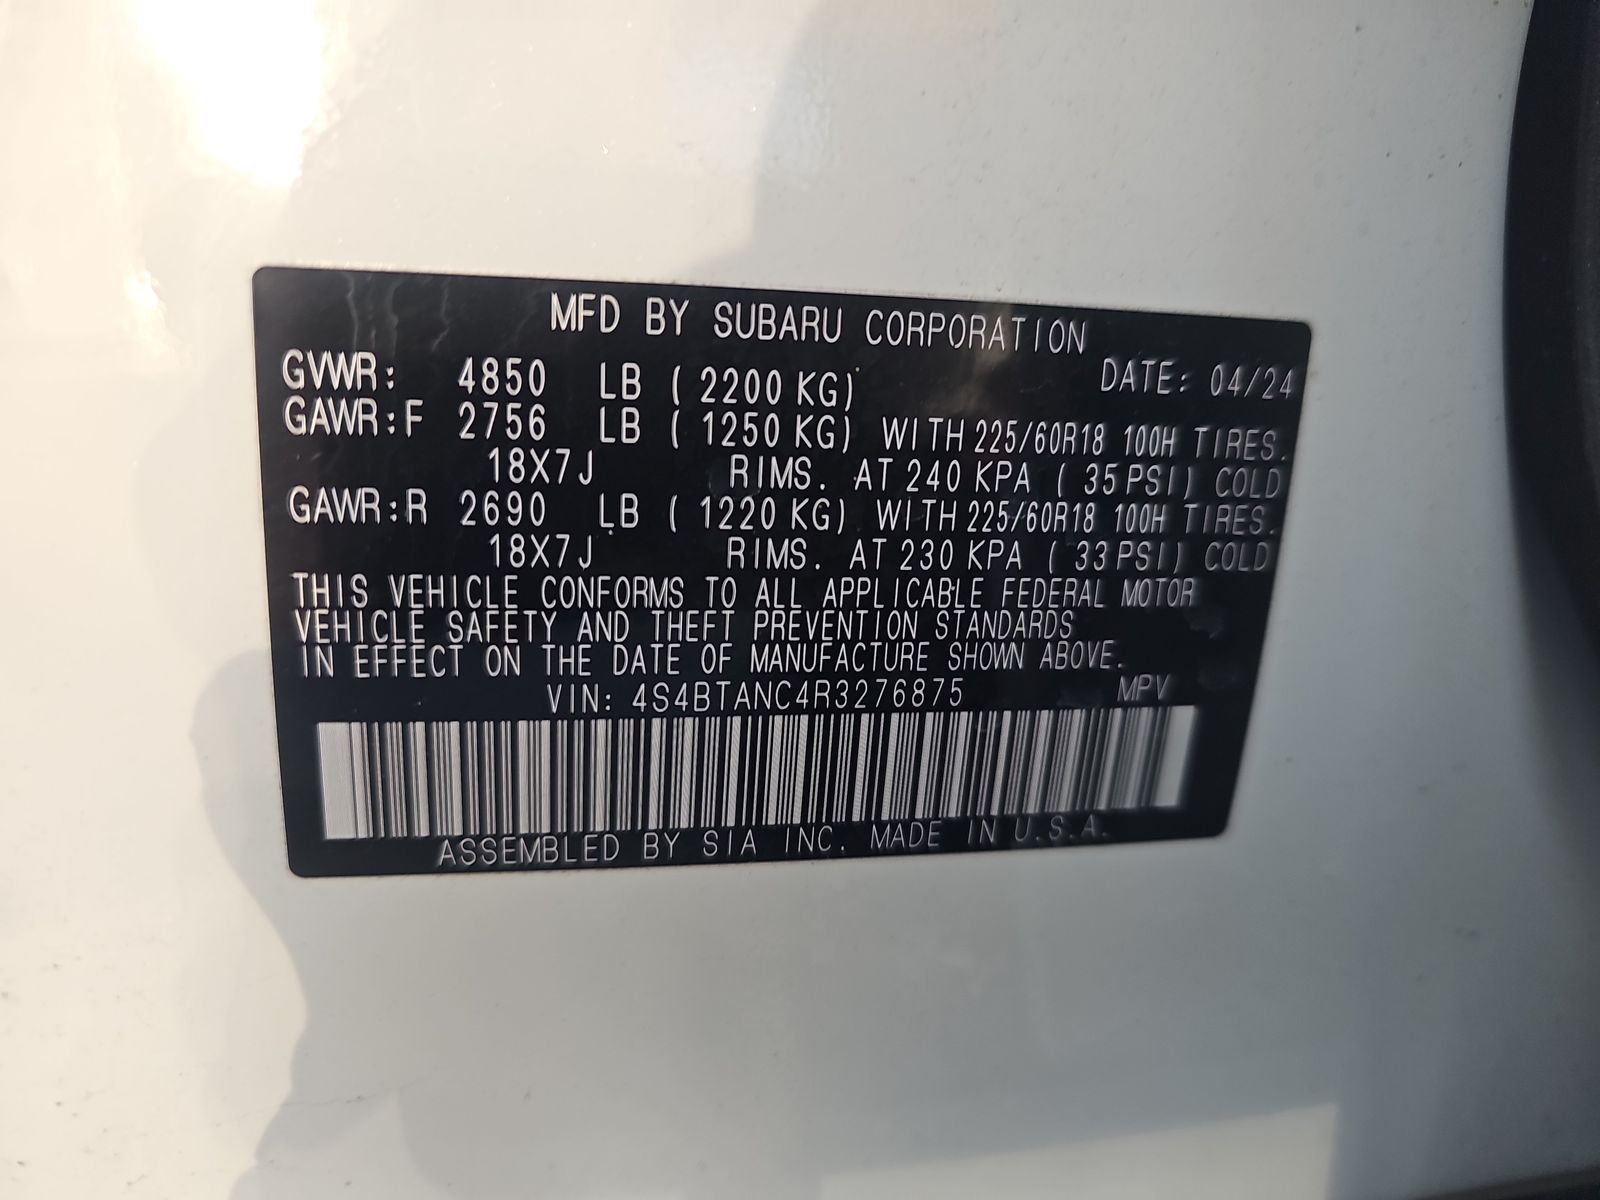 MFD BY SUBARU CORPORATION
GVWR: 4850 LB ( 2200 KG) DATE: 04/24
GAWR:F 2756 LB ( 1250 KG) WITH 225/60R18 100H TIRES.
18X7J RIMS. AT 240 KPA ( 35 PSI) COLD
GAWR:R 2690 LB ( 1220 KG) WITH 225/60R18 100H TIRES.
18X7J RIMS. AT 230 KPA ( 33 PSI) COLD
THIS VEHICLE CONFORMS TO ALL APPLICABLE FEDERAL MOTOR
VEHICLE SAFETY AND THEFT PREVENTION STANDARDS
IN EFFECT ON THE DATE OF MANUFACTURE SHOWN ABOVE.
VIN: 4S4BTANC4R3276875 MPV
ASSEMBLED BY SIA INC. MADE IN U.S.A.